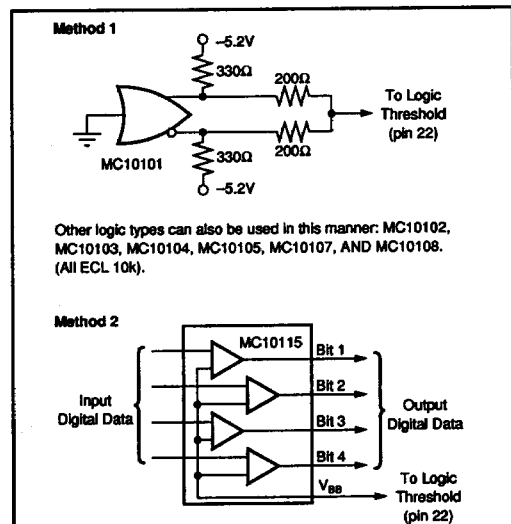 Method 1
–5.2V
330Ω
200Ω
To Logic
Threshold
(pin 22)
MC10101
330Ω
200Ω
–5.2V
Other logic types can also be used in this manner: MC10102,
MC10103, MC10104, MC10105, MC10107, AND MC10108.
(All ECL 10k).
Method 2
MC10115
Bit 1
Bit 2
Input
Digital Data
Output
Digital Data
Bit 3
Bit 4
VBB
To Logic
Threshold
(pin 22)